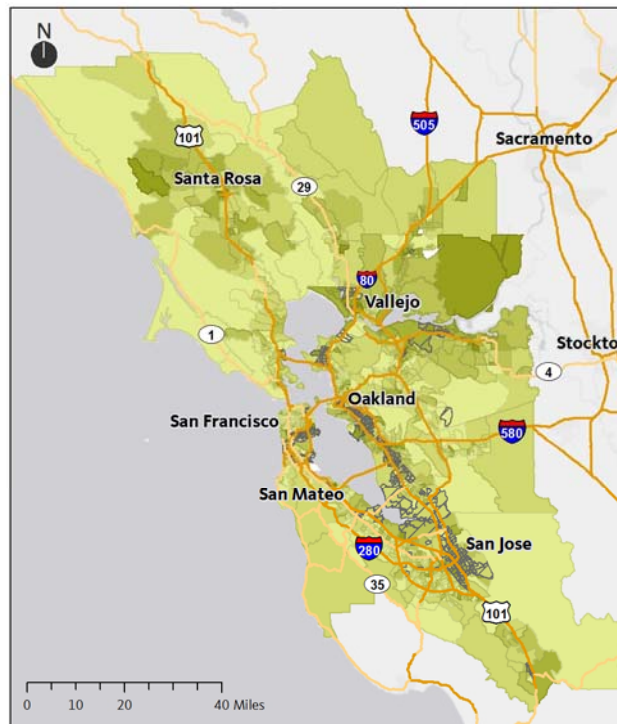 N
505
101
Sacramento
Santa Rosa
29
80
Vallejo
1
Stockto
4
Oakland
San Francisco
580
San Mateo
San Jose
280
35
101
0 10 20 40 Miles